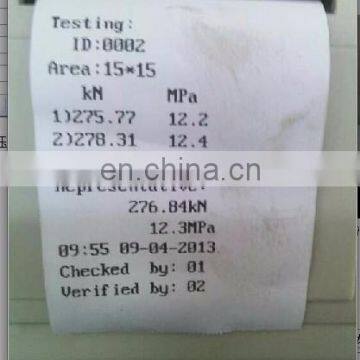 Testing:
ID:0002
Area:15*15
kN MPa
1)275.77 12.2
2)278.31 12.4
en.china.cn
Representative:
276.84kN
12.3MPa
09:55 09-04-2013
Checked by: 01
Verified by: 02